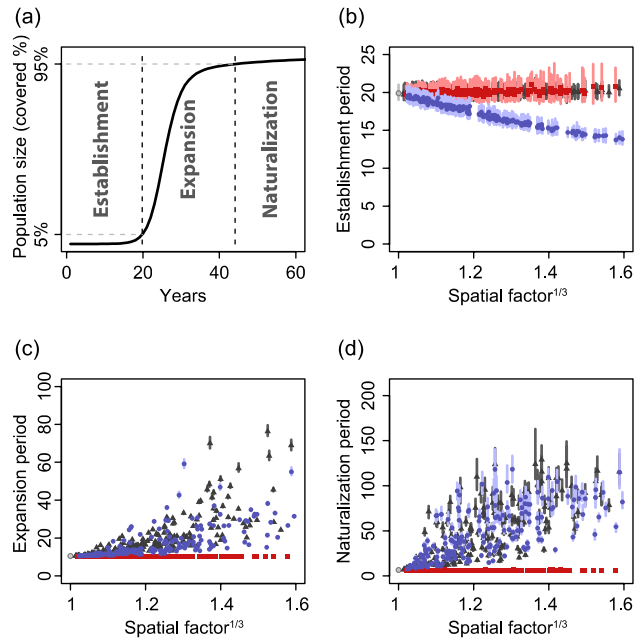 (a)
Population size (covered %)
95%
5%
Establishment
Expansion
Naturalization
0 20 40 60
Years
(b)
Establishment period
25
20
15
10
5
0
1 1.2 1.4 1.6
Spatial factor1/3
(c)
Expansion period
100
80
60
40
20
0
1 1.2 1.4 1.6
Spatial factor1/3
(d)
Naturalization period
200
150
100
50
0
1 1.2 1.4 1.6
Spatial factor1/3